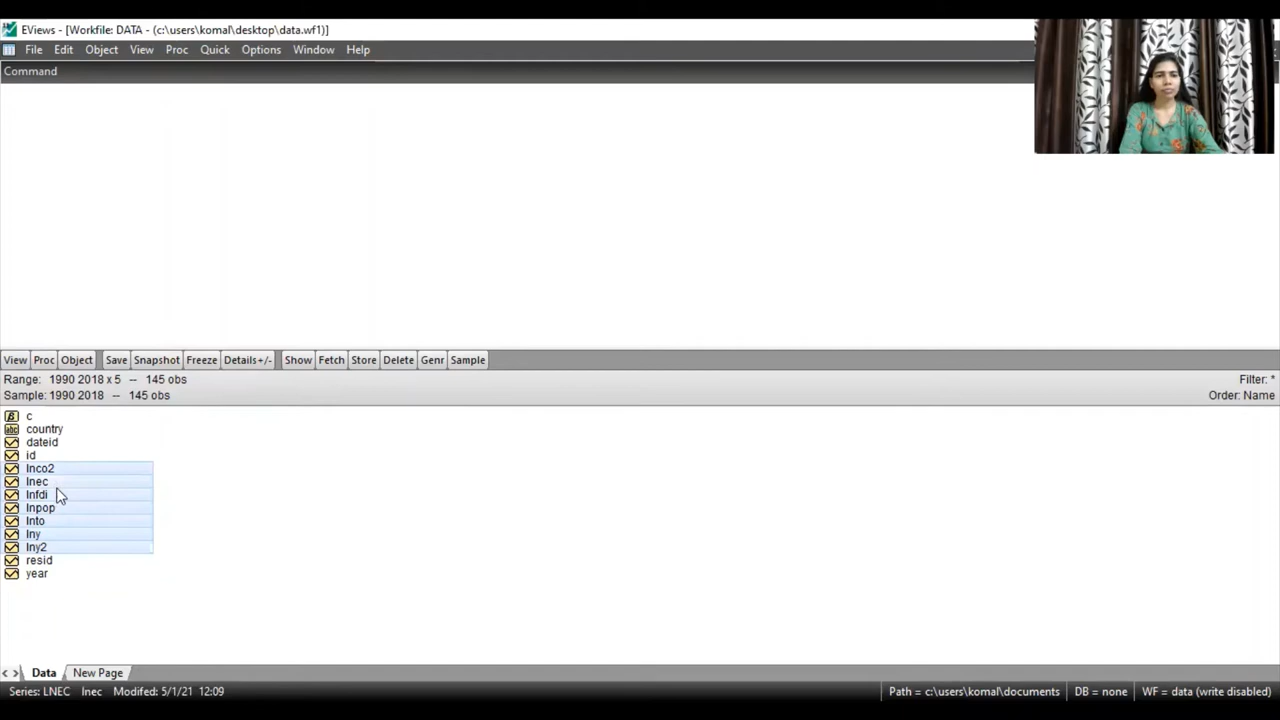 EViews - [Workfile: DATA - (c:\users\komal\desktop\data.wf1)]
File Edit Object View Proc Quick Options Window Help
Command
View Proc Object Save Snapshot Freeze Details+/- Show Fetch Store Delete Genr Sample
Range: 1990 2018 x 5 -- 145 obs Filter: *
Sample: 1990 2018 -- 145 obs Order: Name
c
country
dateid
id
lnco2
lnec
lnfdi
lnpop
lnto
lny
lny2
resid
year
Data New Page
Series: LNEC lnec Modifed: 5/1/21 12:09 Path = c:\users\komal\documents DB = none WF = data (write disabled)